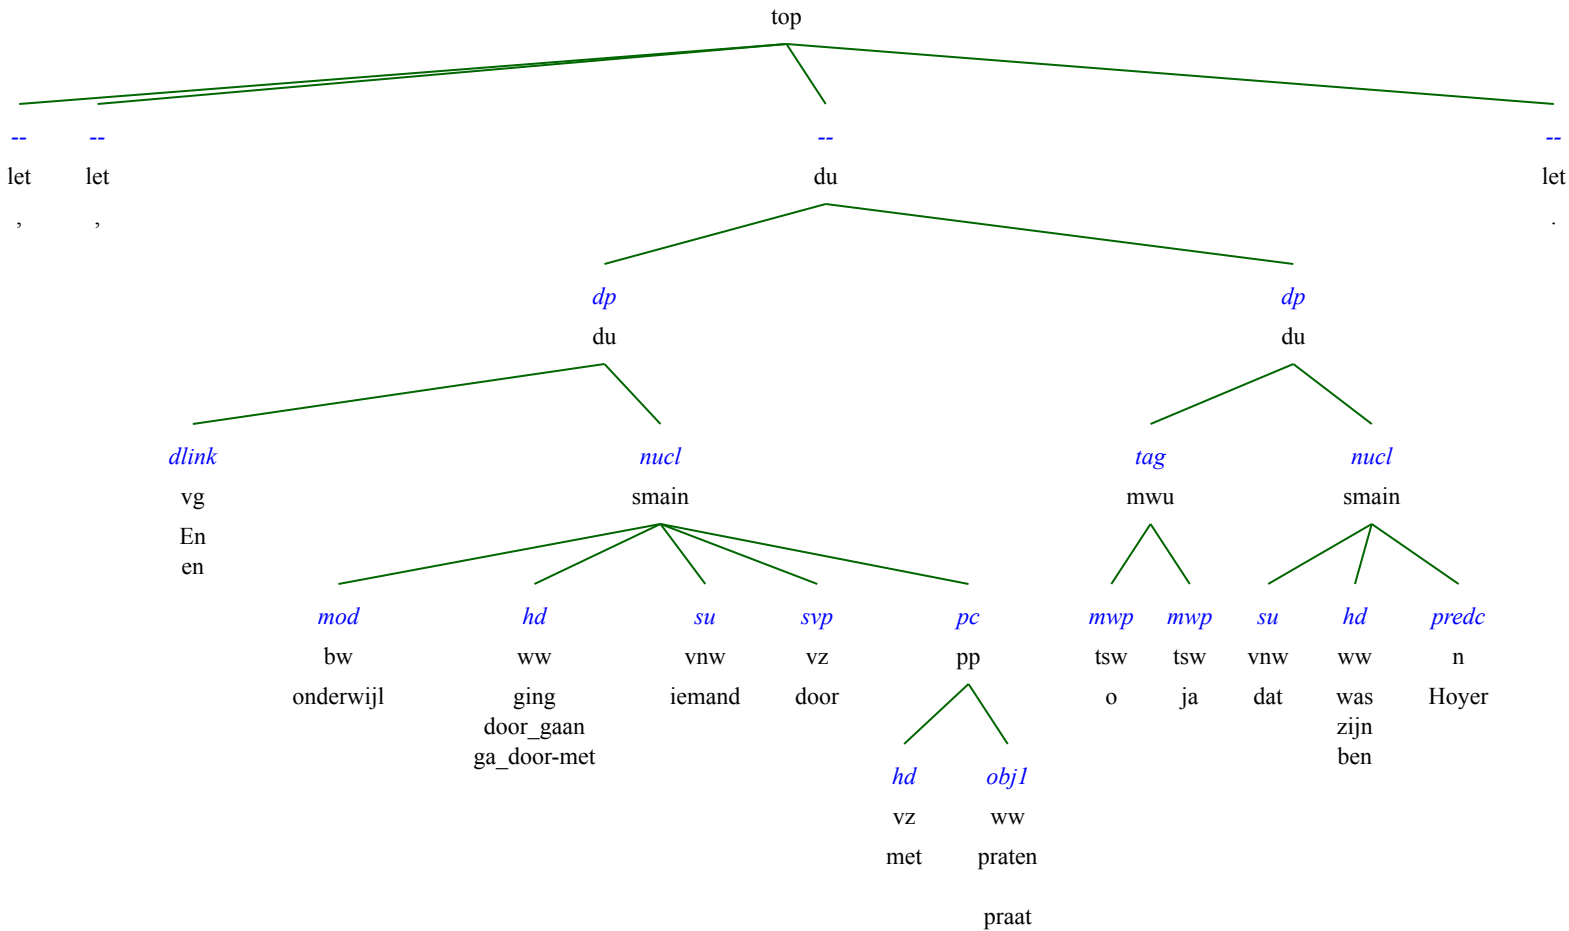 top
-- -- -- --
let let du let
, , .
dp dp
du du
dlink nucl tag nucl
vg smain mwu smain
En
en
mod hd su svp pc mwp mwp su hd predc
bw ww vnw vz pp tsw tsw vnw ww n
onderwijl ging iemand door o ja dat was Hoyer
door_gaan zijn
ga_door-met ben
hd obj1
vz ww
met praten
praat